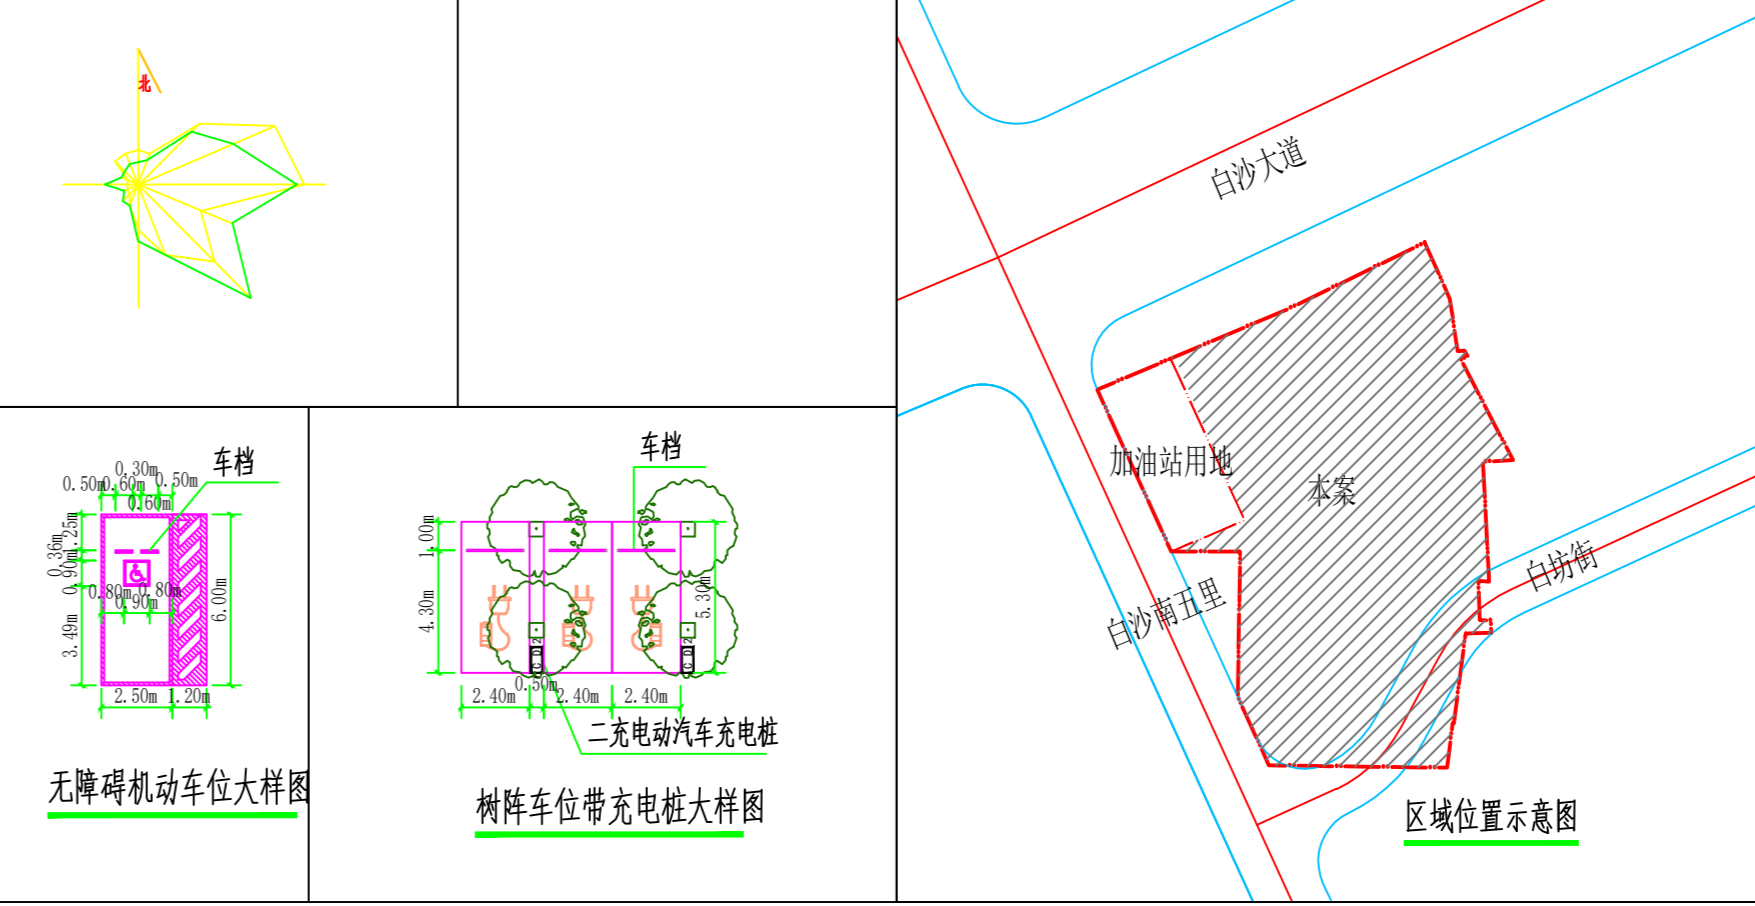 北
车档
0.30m
0.50m
0.60m
0.50m
0.60m
1.25m
0.36m
0.90m
0.80m
0.80m
0.90m
3.49m
6.00m
2.50m
1.20m
无障碍机动车位大样图
车档
1.00m
4.30m
5.30m
C D 2
C D 2
2.40m
0.50m
2.40m
2.40m
二充电动汽车充电桩
树阵车位带充电桩大样图
白沙大道
加油站用地
本案
白坊街
白沙南五里
区域位置示意图